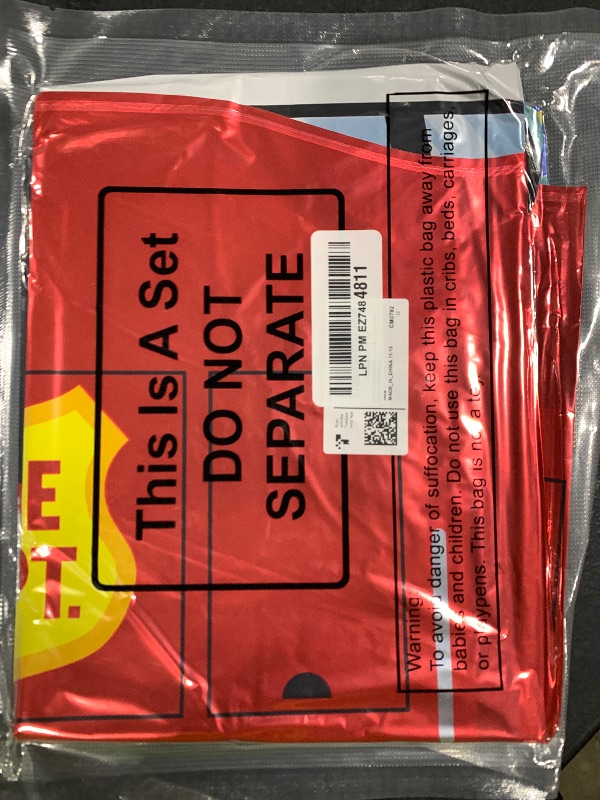 This Is A Set
DO NOT
SEPARATE
LPN PM EZ7484811
MADE_IN_CHINA
Warning:
To avoid danger of suffocation, keep this plastic bag away from
babies and children. Do not use this bag in cribs, beds, carriages,
or playpens. This bag is not a toy.
E
T.